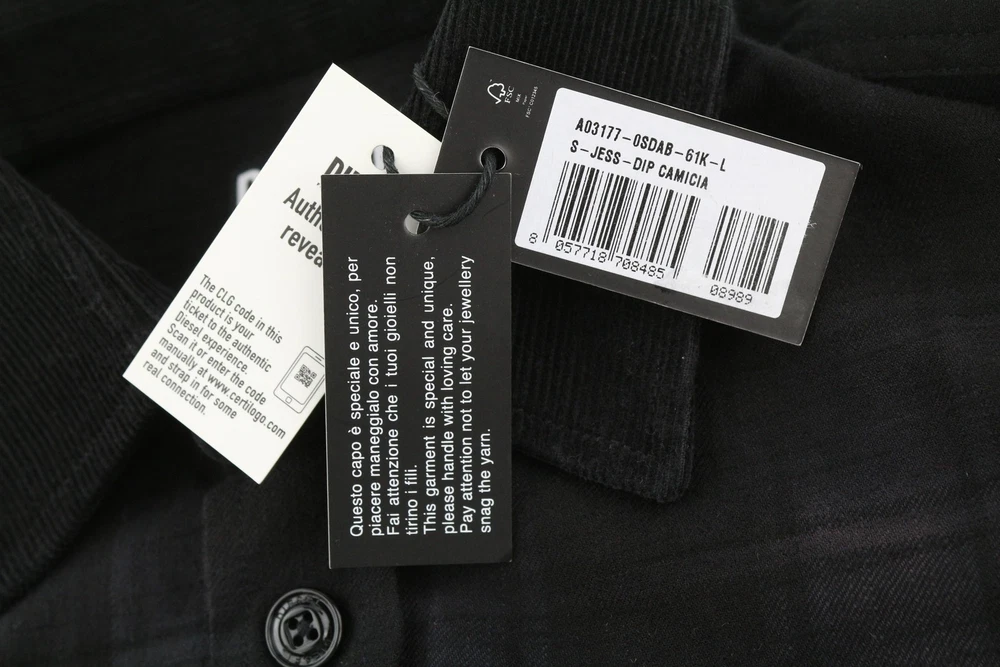 Auth
revea
The CLG code in this
product is your
ticket to the authentic
Diesel experience.
Scan it or enter the code
manually at www.certilogo.com
and strap in for some
real connection.
Questo capo è speciale e unico, per
piacere maneggialo con amore.
Fai attenzione che i tuoi gioielli non
tirino i fili.
This garment is special and unique,
please handle with loving care.
Pay attention not to let your jewellery
snag the yarn.
FSC
A03177-0SDAB-61K-L
S-JESS-DIP CAMICIA
8 057718 708485
08989